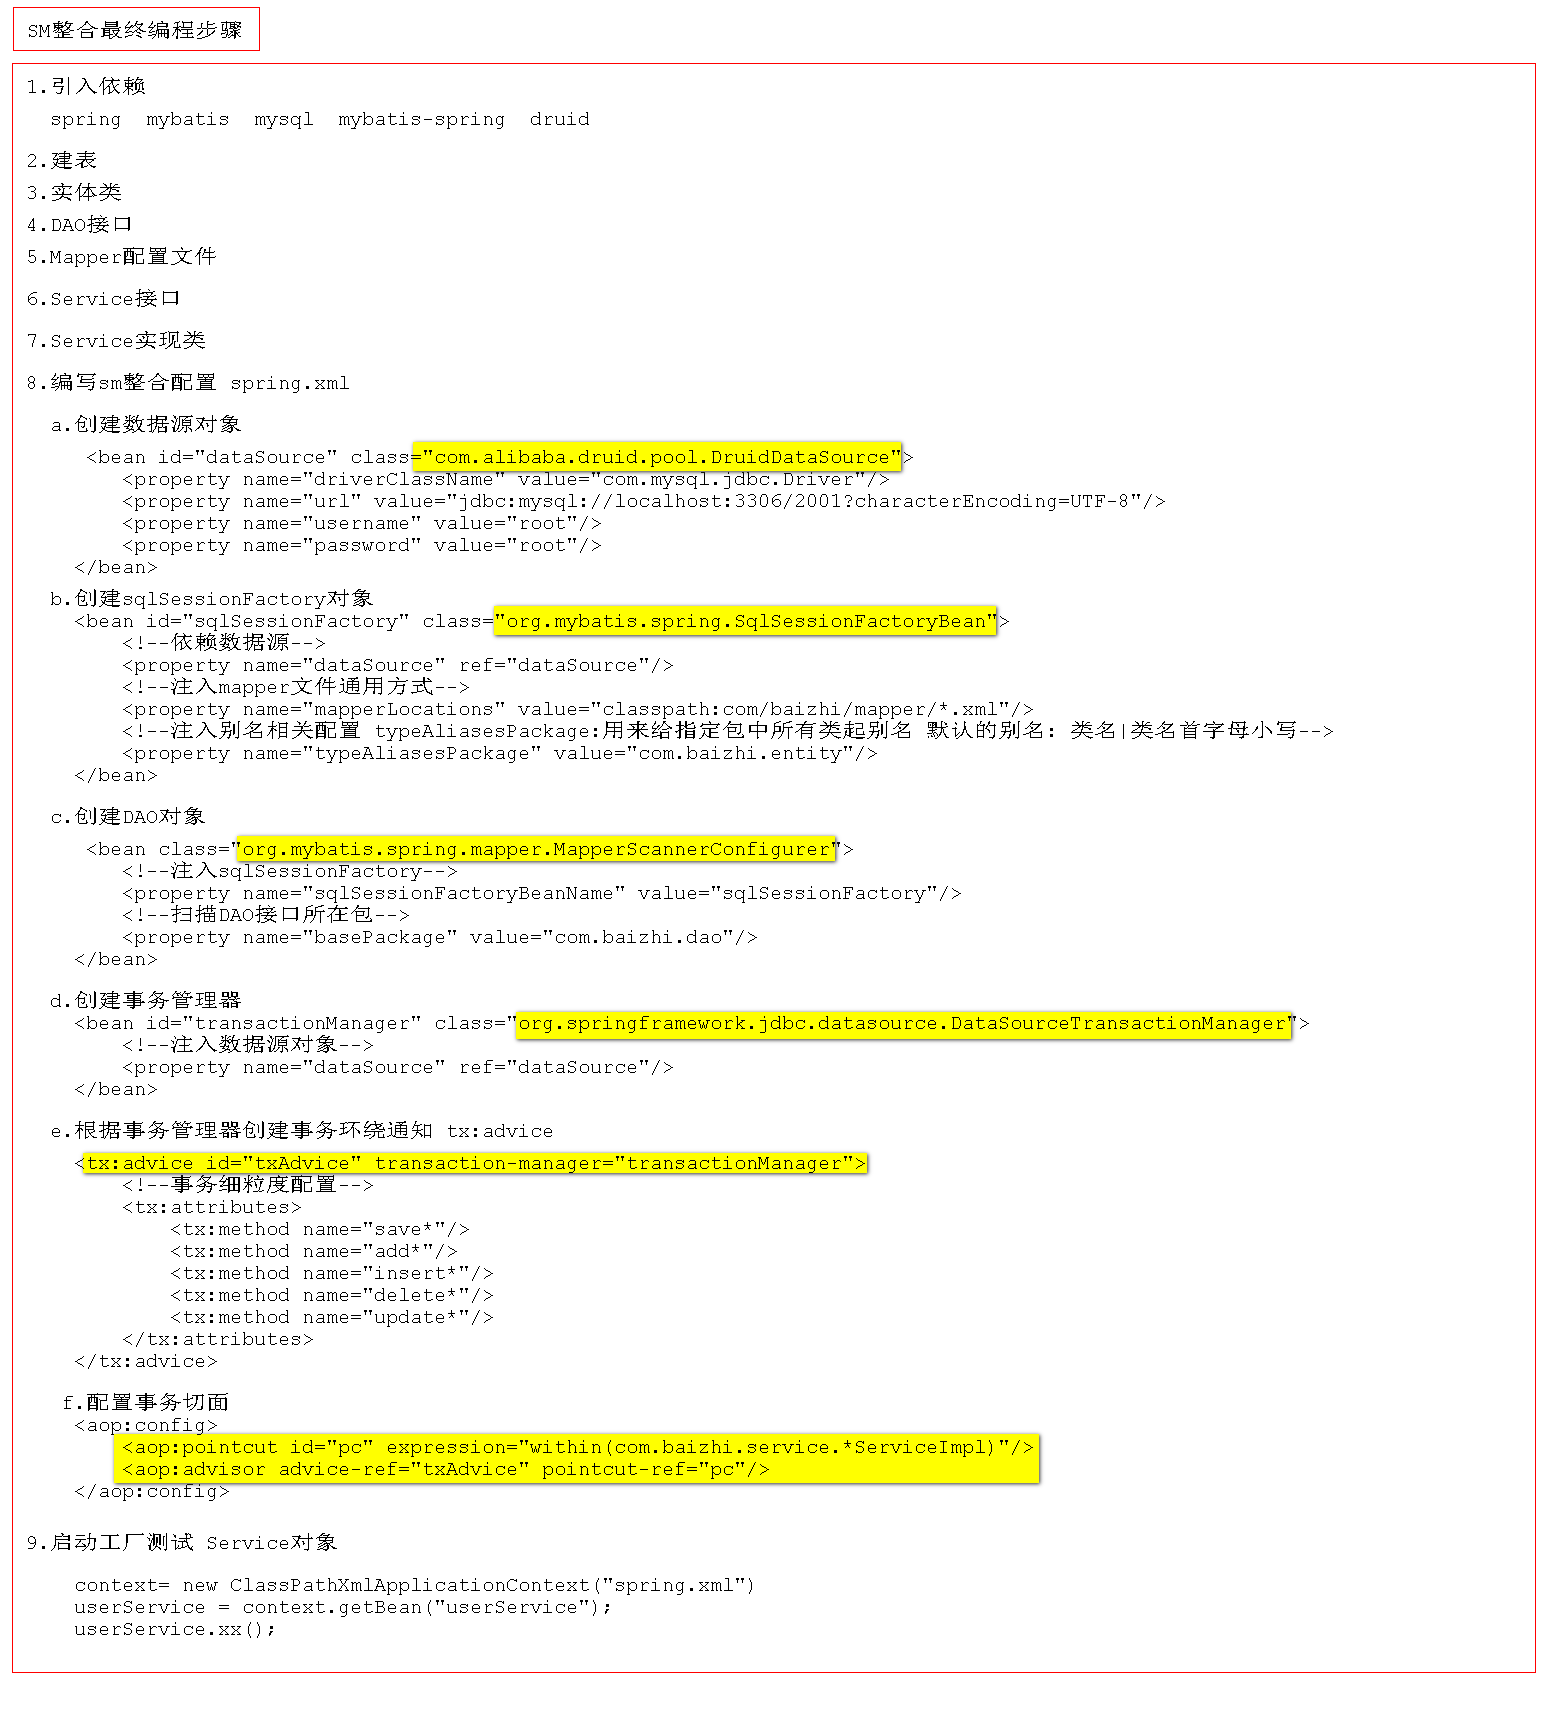 SM整合最终编程步骤
1.引入依赖
spring  mybatis  mysql  mybatis-spring  druid
2.建表
3.实体类
4.DAO接口
5.Mapper配置文件
6.Service接口
7.Service实现类
8.编写sm整合配置 spring.xml
a.创建数据源对象
<bean id="dataSource" class="com.alibaba.druid.pool.DruidDataSource">
<property name="driverClassName" value="com.mysql.jdbc.Driver"/>
<property name="url" value="jdbc:mysql://localhost:3306/2001?characterEncoding=UTF-8"/>
<property name="username" value="root"/>
<property name="password" value="root"/>
</bean>
b.创建sqlSessionFactory对象
<bean id="sqlSessionFactory" class="org.mybatis.spring.SqlSessionFactoryBean">
<!--依赖数据源-->
<property name="dataSource" ref="dataSource"/>
<!--注入mapper文件通用方式-->
<property name="mapperLocations" value="classpath:com/baizhi/mapper/*.xml"/>
<!--注入别名相关配置 typeAliasesPackage:用来给指定包中所有类起别名 默认的别名: 类名|类名首字母小写-->
<property name="typeAliasesPackage" value="com.baizhi.entity"/>
</bean>
c.创建DAO对象
<bean class="org.mybatis.spring.mapper.MapperScannerConfigurer">
<!--注入sqlSessionFactory-->
<property name="sqlSessionFactoryBeanName" value="sqlSessionFactory"/>
<!--扫描DAO接口所在包-->
<property name="basePackage" value="com.baizhi.dao"/>
</bean>
d.创建事务管理器
<bean id="transactionManager" class="org.springframework.jdbc.datasource.DataSourceTransactionManager">
<!--注入数据源对象-->
<property name="dataSource" ref="dataSource"/>
</bean>
e.根据事务管理器创建事务环绕通知 tx:advice
<tx:advice id="txAdvice" transaction-manager="transactionManager">
<!--事务细粒度配置-->
<tx:attributes>
<tx:method name="save*"/>
<tx:method name="add*"/>
<tx:method name="insert*"/>
<tx:method name="delete*"/>
<tx:method name="update*"/>
</tx:attributes>
</tx:advice>
f.配置事务切面
<aop:config>
<aop:pointcut id="pc" expression="within(com.baizhi.service.*ServiceImpl)"/>
<aop:advisor advice-ref="txAdvice" pointcut-ref="pc"/>
</aop:config>
9.启动工厂测试 Service对象
context= new ClassPathXmlApplicationContext("spring.xml")
userService = context.getBean("userService");
userService.xx();